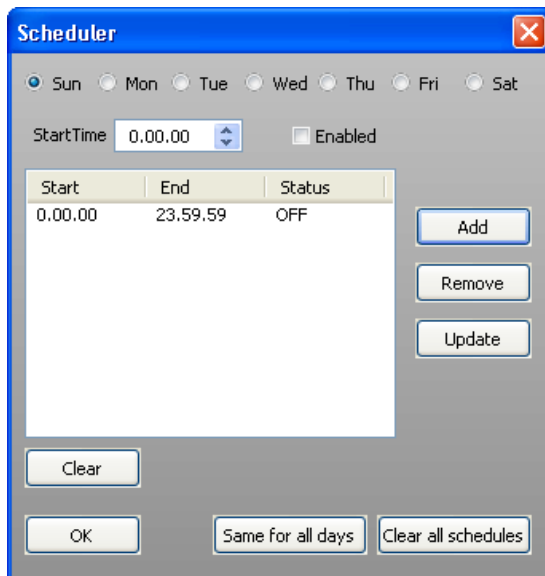 Scheduler
Sun Mon Tue Wed Thu Fri Sat
StartTime 0.00.00 Enabled
Start End Status
0.00.00 23.59.59 OFF
Add
Remove
Update
Clear
OK Same for all days Clear all schedules